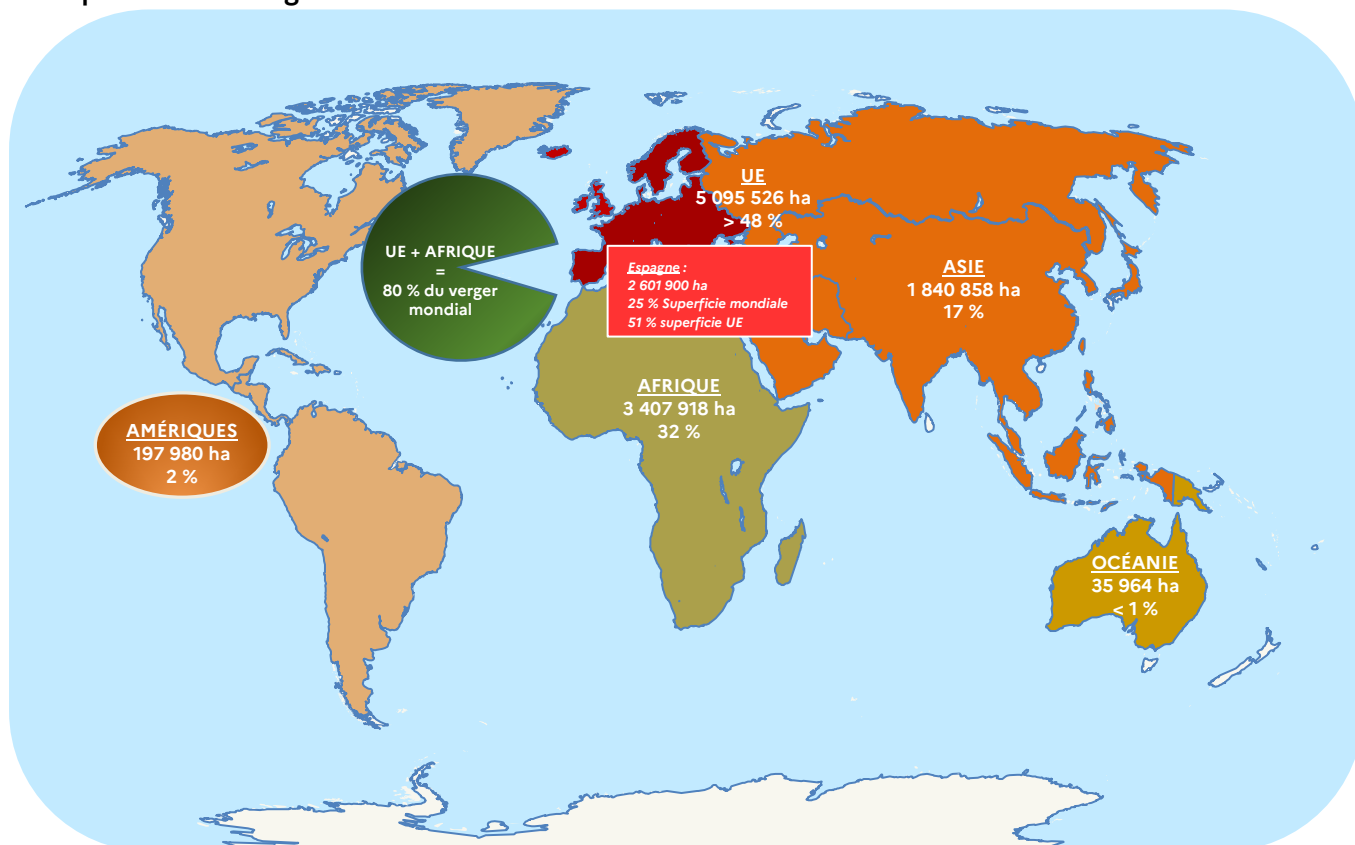 UE
5 095 526 ha
> 48 %
UE + AFRIQUE
=
80 % du verger
mondial
Espagne :
2 601 900 ha
25 % Superficie mondiale
51 % superficie UE
ASIE
1 840 858 ha
17 %
AFRIQUE
3 407 918 ha
32 %
AMÉRIQUES
197 980 ha
2 %
OCÉANIE
35 964 ha
< 1 %